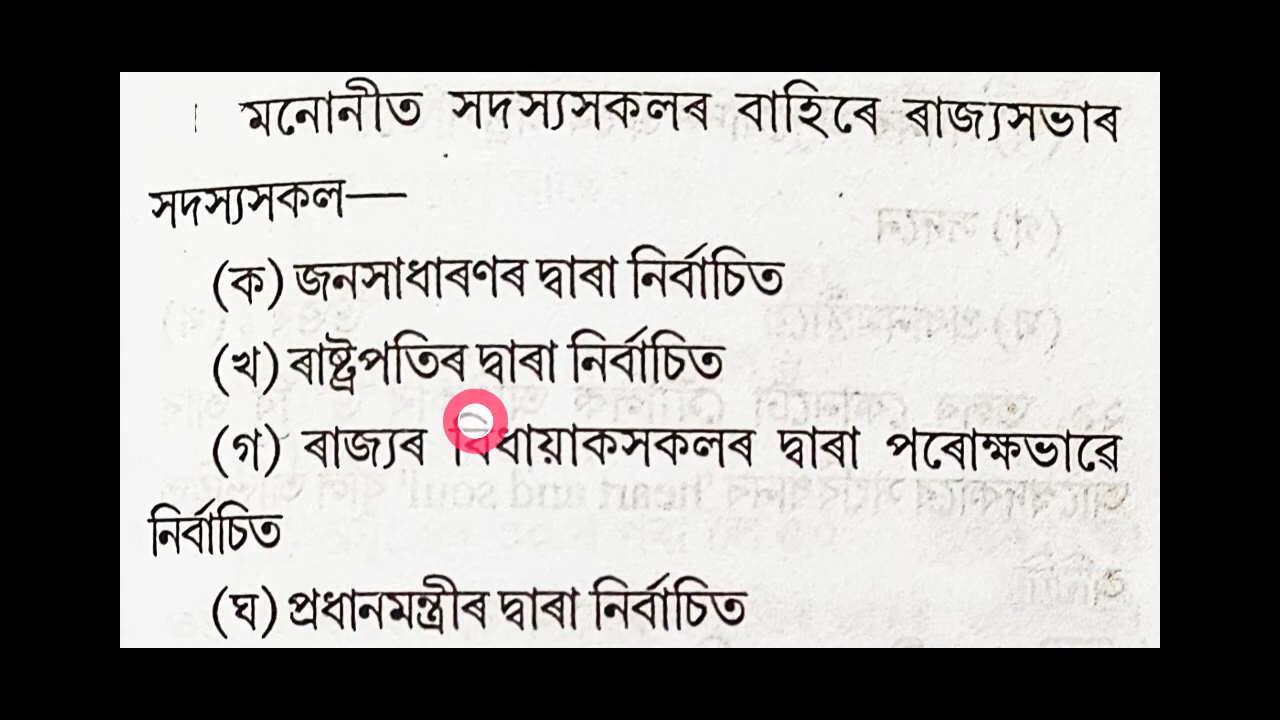 মনোনীত সদস্যসকলৰ বাহিৰে ৰাজ্যসভাৰ
সদস্যসকল—
(ক) জনসাধাৰণৰ দ্বাৰা নিৰ্বাচিত
(খ) ৰাষ্ট্ৰপতিৰ দ্বাৰা নিৰ্বাচিত
(গ) ৰাজ্যৰ বিধায়াকসকলৰ দ্বাৰা পৰোক্ষভাৱে
নিৰ্বাচিত
(ঘ) প্ৰধানমন্ত্ৰীৰ দ্বাৰা নিৰ্বাচিত